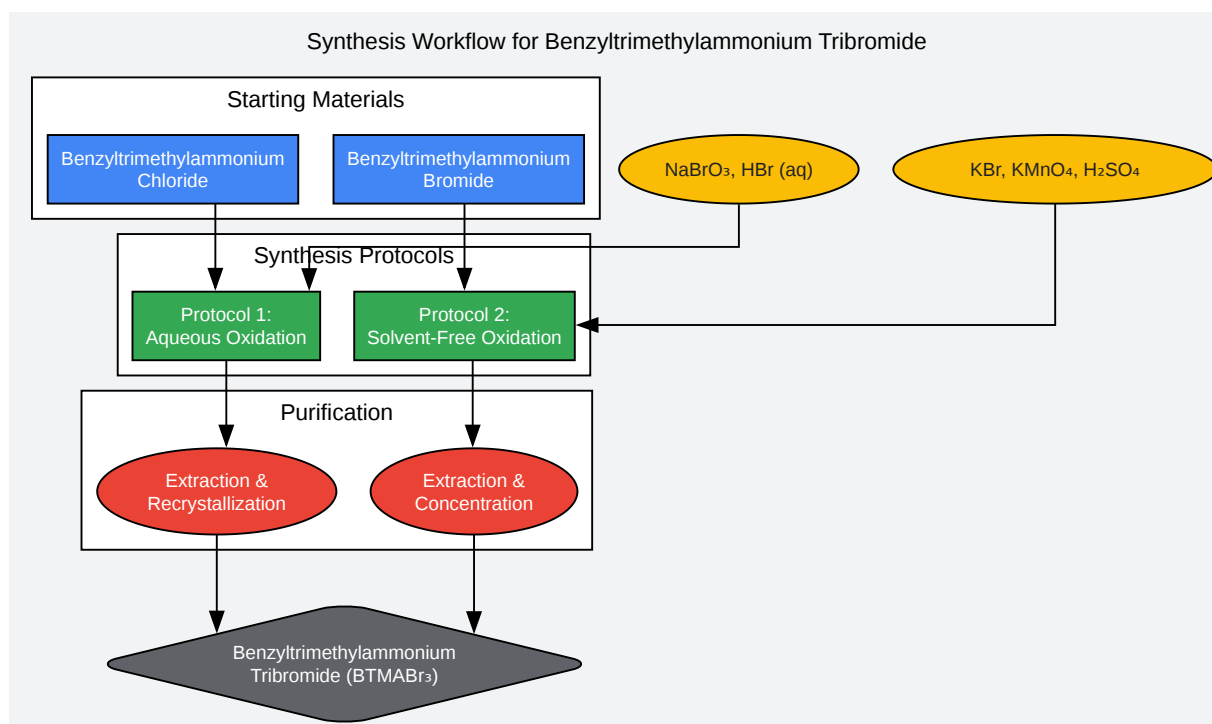 Synthesis Workflow for Benzyltrimethylammonium Tribromide
Starting Materials
Benzyltrimethylammonium
Chloride
Benzyltrimethylammonium
Bromide
NaBrO₃, HBr (aq)
KBr, KMnO₄, H₂SO₄
Synthesis Protocols
Protocol 1:
Aqueous Oxidation
Protocol 2:
Solvent-Free Oxidation
Purification
Extraction &
Recrystallization
Extraction &
Concentration
Benzyltrimethylammonium
Tribromide (BTMABr₃)